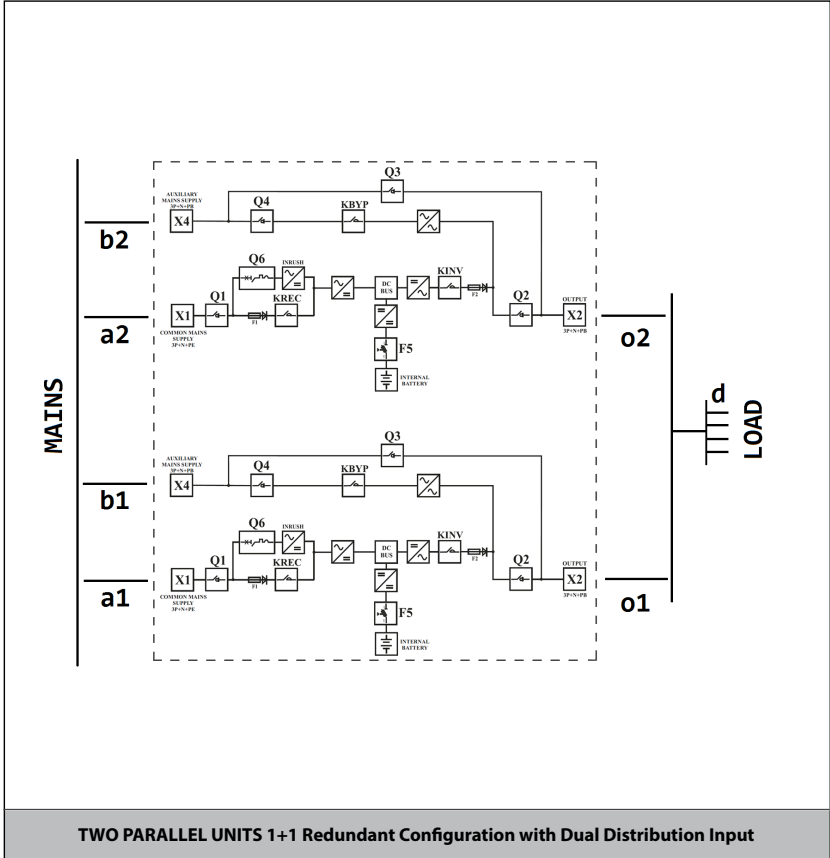 Q3
AUXILIARY
MAINS SUPPLY
3P+N+PB
X4
Q4
KBYP
b2
Q6
INRUSH
Q1
KREC
F1
DC
BUS
KINV
F2
Q2
OUTPUT
X1
X2
a2
COMMON MAINS
SUPPLY
3P+N+PE
3P+N+PB
o2
F5
INTERNAL
BATTERY
MAINS
d
LOAD
Q3
AUXILIARY
MAINS SUPPLY
3P+N+PB
X4
Q4
KBYP
b1
Q6
INRUSH
Q1
KREC
F1
DC
BUS
KINV
F2
Q2
OUTPUT
X1
X2
a1
COMMON MAINS
SUPPLY
3P+N+PE
3P+N+PB
o1
F5
INTERNAL
BATTERY
TWO PARALLEL UNITS 1+1 Redundant Configuration with Dual Distribution Input